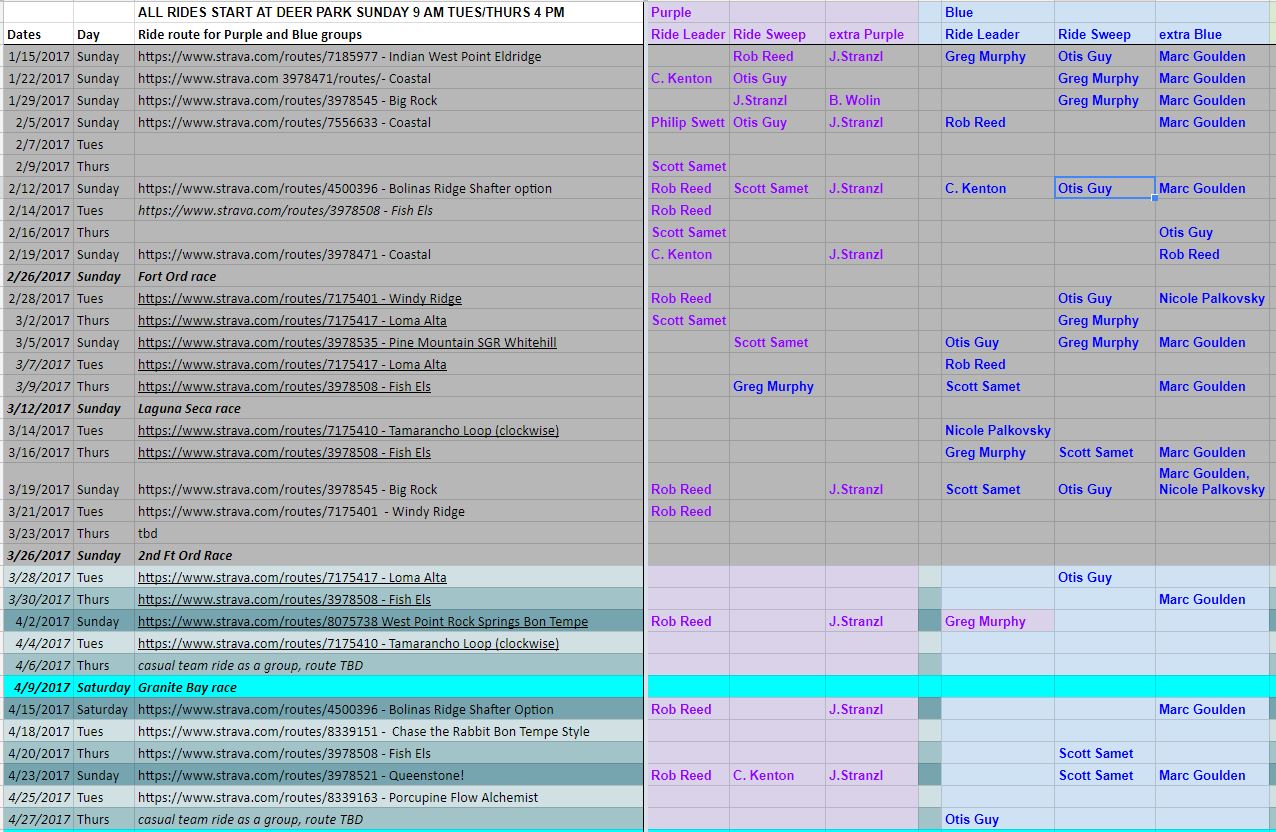 ALL RIDES START AT DEER PARK SUNDAY 9 AM TUES/THURS 4 PM Purple Blue
Dates Day Ride route for Purple and Blue groups Ride Leader Ride Sweep extra Purple Ride Leader Ride Sweep extra Blue
1/15/2017 Sunday https://www.strava.com/routes/7185977 - Indian West Point Eldridge Rob Reed J.Stranzl Greg Murphy Otis Guy Marc Goulden
1/22/2017 Sunday https://www.strava.com 3978471/routes/- Coastal C. Kenton Otis Guy Greg Murphy Marc Goulden
1/29/2017 Sunday https://www.strava.com/routes/3978545 - Big Rock J.Stranzl B. Wolin Greg Murphy Marc Goulden
2/5/2017 Sunday https://www.strava.com/routes/7556633 - Coastal Philip Swett Otis Guy J.Stranzl Rob Reed Marc Goulden
2/7/2017 Tues
2/9/2017 Thurs Scott Samet
2/12/2017 Sunday https://www.strava.com/routes/4500396 - Bolinas Ridge Shafter option Rob Reed Scott Samet J.Stranzl C. Kenton Otis Guy Marc Goulden
2/14/2017 Tues https://www.strava.com/routes/3978508 - Fish Els Rob Reed
2/16/2017 Thurs Scott Samet Otis Guy
2/19/2017 Sunday https://www.strava.com/routes/3978471 - Coastal C. Kenton J.Stranzl Rob Reed
2/26/2017 Sunday Fort Ord race
2/28/2017 Tues https://www.strava.com/routes/7175401 - Windy Ridge Rob Reed Otis Guy Nicole Palkovsky
3/2/2017 Thurs https://www.strava.com/routes/7175417 - Loma Alta Scott Samet Greg Murphy
3/5/2017 Sunday https://www.strava.com/routes/3978535 - Pine Mountain SGR Whitehill Scott Samet Otis Guy Greg Murphy Marc Goulden
3/7/2017 Tues https://www.strava.com/routes/7175417 - Loma Alta Rob Reed
3/9/2017 Thurs https://www.strava.com/routes/3978508 - Fish Els Greg Murphy Scott Samet Marc Goulden
3/12/2017 Sunday Laguna Seca race
3/14/2017 Tues https://www.strava.com/routes/7175410 - Tamarancho Loop (clockwise) Nicole Palkovsky
3/16/2017 Thurs https://www.strava.com/routes/3978508 - Fish Els Greg Murphy Scott Samet Marc Goulden
Marc Goulden,
3/19/2017 Sunday https://www.strava.com/routes/3978545 - Big Rock Rob Reed J.Stranzl Scott Samet Otis Guy Nicole Palkovsky
3/21/2017 Tues https://www.strava.com/routes/7175401 - Windy Ridge Rob Reed
3/23/2017 Thurs tbd
3/26/2017 Sunday 2nd Ft Ord Race
3/28/2017 Tues https://www.strava.com/routes/7175417 - Loma Alta Otis Guy
3/30/2017 Thurs https://www.strava.com/routes/3978508 - Fish Els Marc Goulden
4/2/2017 Sunday https://www.strava.com/routes/8075738 West Point Rock Springs Bon Tempe Rob Reed J.Stranzl Greg Murphy
4/4/2017 Tues https://www.strava.com/routes/7175410 - Tamarancho Loop (clockwise)
4/6/2017 Thurs casual team ride as a group, route TBD
4/9/2017 Saturday Granite Bay race
4/15/2017 Saturday https://www.strava.com/routes/4500396 - Bolinas Ridge Shafter Option Rob Reed J.Stranzl Marc Goulden
4/18/2017 Tues https://www.strava.com/routes/8339151 - Chase the Rabbit Bon Tempe Style
4/20/2017 Thurs https://www.strava.com/routes/3978508 - Fish Els Scott Samet
4/23/2017 Sunday https://www.strava.com/routes/3978521 - Queenstone! Rob Reed C. Kenton J.Stranzl Scott Samet Marc Goulden
4/25/2017 Tues https://www.strava.com/routes/8339163 - Porcupine Flow Alchemist
4/27/2017 Thurs casual team ride as a group, route TBD Otis Guy